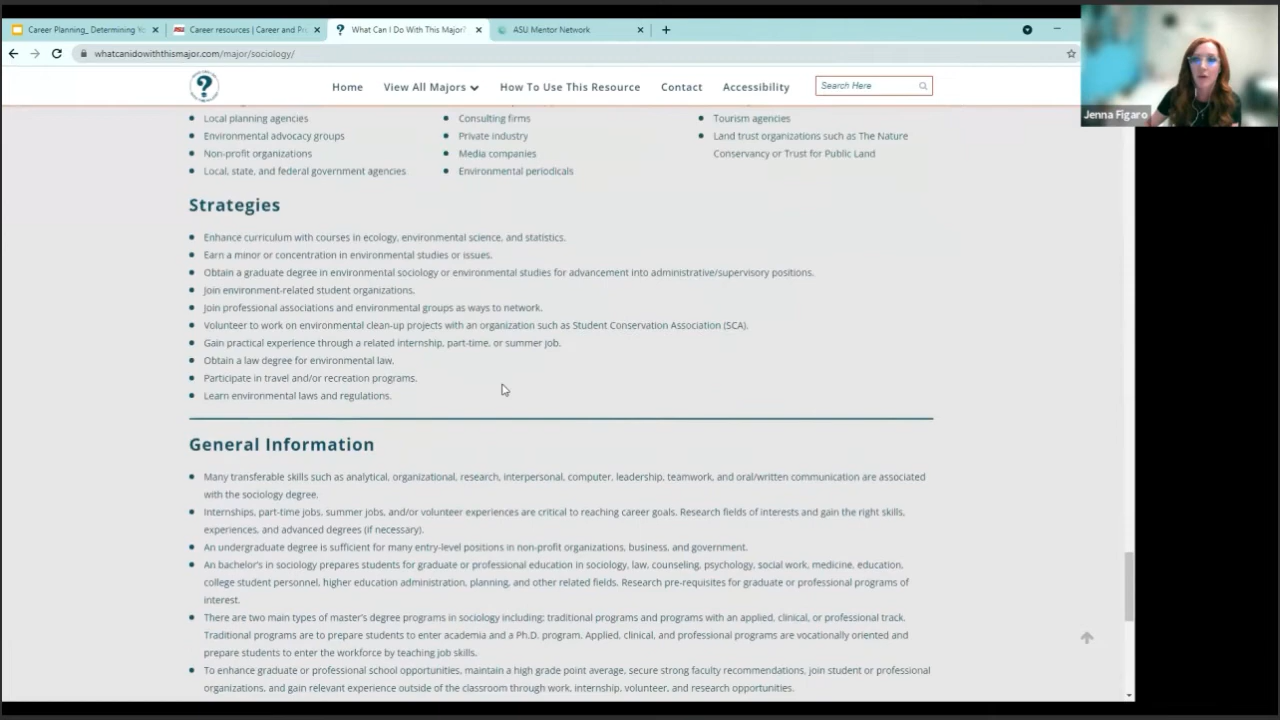 Career Planning_ Determining Yo
Career resources | Career and Pr
What Can I Do With This Major?
ASU Mentor Network
whatcanidowiththismajor.com/major/sociology/
Home
View All Majors
How To Use This Resource
Contact
Accessibility
Search Here
Jenna Figaro
Local planning agencies
Environmental advocacy groups
Non-profit organizations
Local, state, and federal government agencies
Consulting firms
Private industry
Media companies
Environmental periodicals
Tourism agencies
Land trust organizations such as The Nature
Conservancy or Trust for Public Land
Strategies
Enhance curriculum with courses in ecology, environmental science, and statistics.
Earn a minor or concentration in environmental studies or issues.
Obtain a graduate degree in environmental sociology or environmental studies for advancement into administrative/supervisory positions.
Join environment-related student organizations.
Join professional associations and environmental groups as ways to network.
Volunteer to work on environmental clean-up projects with an organization such as Student Conservation Association (SCA).
Gain practical experience through a related internship, part-time, or summer job.
Obtain a law degree for environmental law.
Participate in travel and/or recreation programs.
Learn environmental laws and regulations.
General Information
Many transferable skills such as analytical, organizational, research, interpersonal, computer, leadership, teamwork, and oral/written communication are associated
with the sociology degree.
Internships, part-time jobs, summer jobs, and/or volunteer experiences are critical to reaching career goals. Research fields of interests and gain the right skills,
experiences, and advanced degrees (if necessary).
An undergraduate degree is sufficient for many entry-level positions in non-profit organizations, business, and government.
An bachelor's in sociology prepares students for graduate or professional education in sociology, law, counseling, psychology, social work, medicine, education,
college student personnel, higher education administration, planning, and other related fields. Research pre-requisites for graduate or professional programs of
interest.
There are two main types of master's degree programs in sociology including: traditional programs and programs with an applied, clinical, or professional track.
Traditional programs are to prepare students to enter academia and a Ph.D. program. Applied, clinical, and professional programs are vocationally oriented and
prepare students to enter the workforce by teaching job skills.
To enhance graduate or professional school opportunities, maintain a high grade point average, secure strong faculty recommendations, join student or professional
organizations, and gain relevant experience outside of the classroom through work, internship, volunteer, and research opportunities.